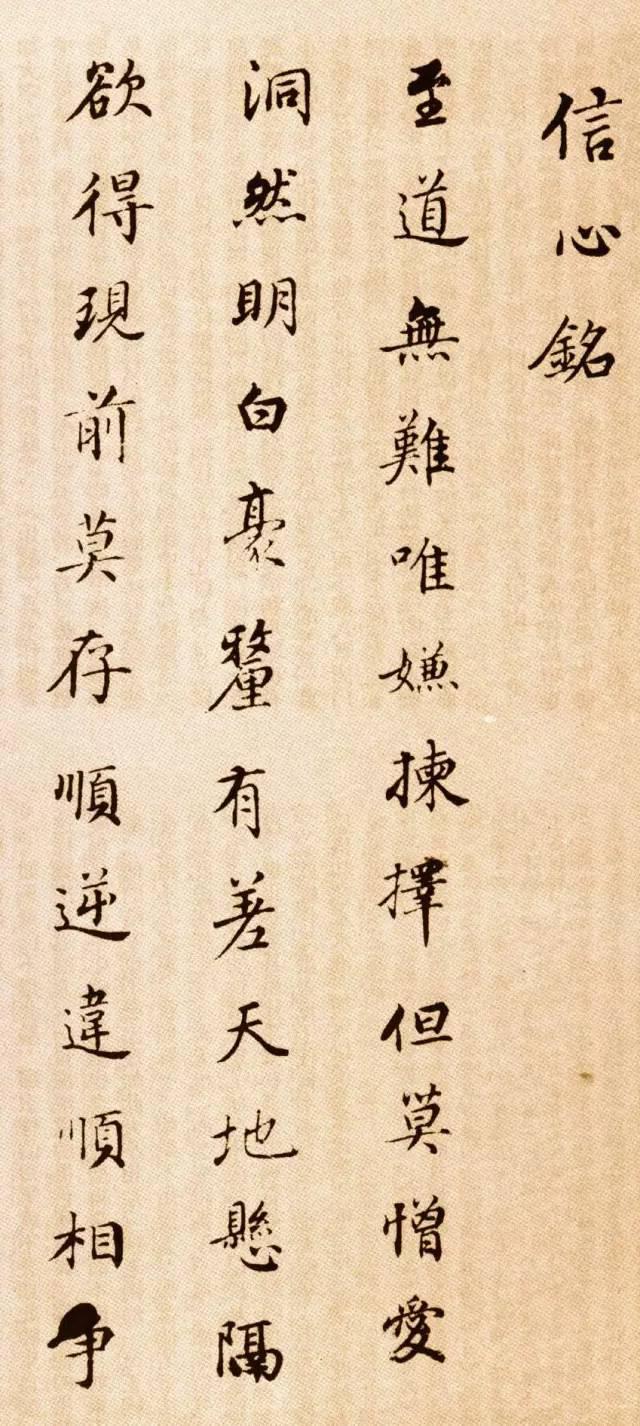 信心銘
至道無難唯嫌揀擇但莫憎愛
洞然明白豪釐有差天地懸隔
欲得現前莫存順逆違順相爭